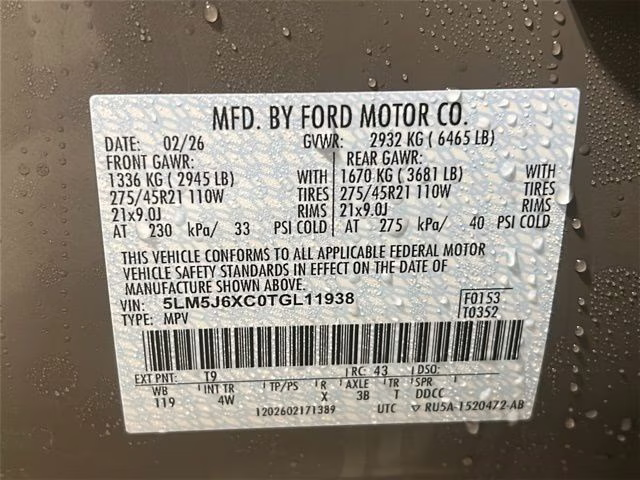 MFD. BY FORD MOTOR CO.
DATE: 02/26 GVWR: 2932 KG ( 6465 LB)
FRONT GAWR: REAR GAWR:
1336 KG ( 2945 LB) WITH 1670 KG ( 3681 LB) WITH
275/45R21 110W TIRES 275/45R21 110W TIRES
21x9.0J RIMS 21x9.0J RIMS
AT 230 kPa/ 33 PSI COLD AT 275 kPa/ 40 PSI COLD
THIS VEHICLE CONFORMS TO ALL APPLICABLE FEDERAL MOTOR
VEHICLE SAFETY STANDARDS IN EFFECT ON THE DATE OF
MANUFACTURE SHOWN ABOVE.
VIN: 5LM5J6XC0TGL11938 F0153
TYPE: MPV T0352
EXT PNT: T9 RC: 43 DSO:
WB INT TR TP/PS R AXLE TR SPR
119 4W X 3B T DDCC
1202602171389 UTC RU5A-1520472-AB